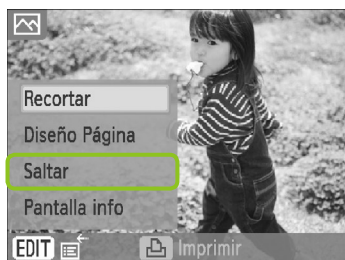 Recortar
Diseño Página
Saltar
Pantalla info
EDIT Imprimir